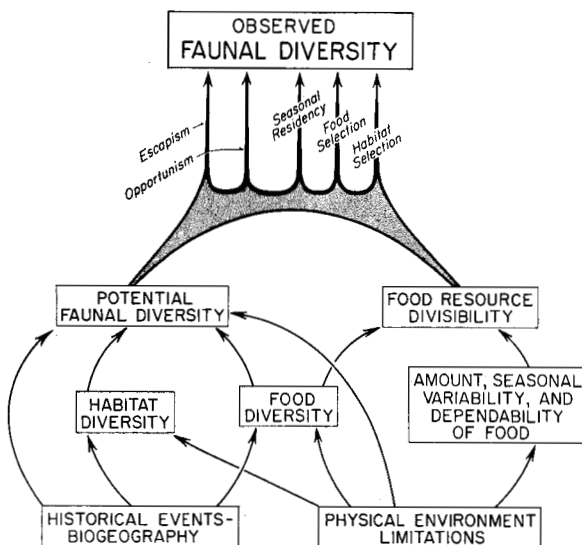 OBSERVED
FAUNAL DIVERSITY
Escapism
Opportunism
Seasonal
Residency
Food
Selection
Habitat
Selection
POTENTIAL
FAUNAL DIVERSITY
FOOD RESOURCE
DIVISIBILITY
HABITAT
DIVERSITY
FOOD
DIVERSITY
AMOUNT, SEASONAL
VARIABILITY, AND
DEPENDABILITY
OF FOOD
HISTORICAL EVENTS-
BIOGEOGRAPHY
PHYSICAL ENVIRONMENT
LIMITATIONS